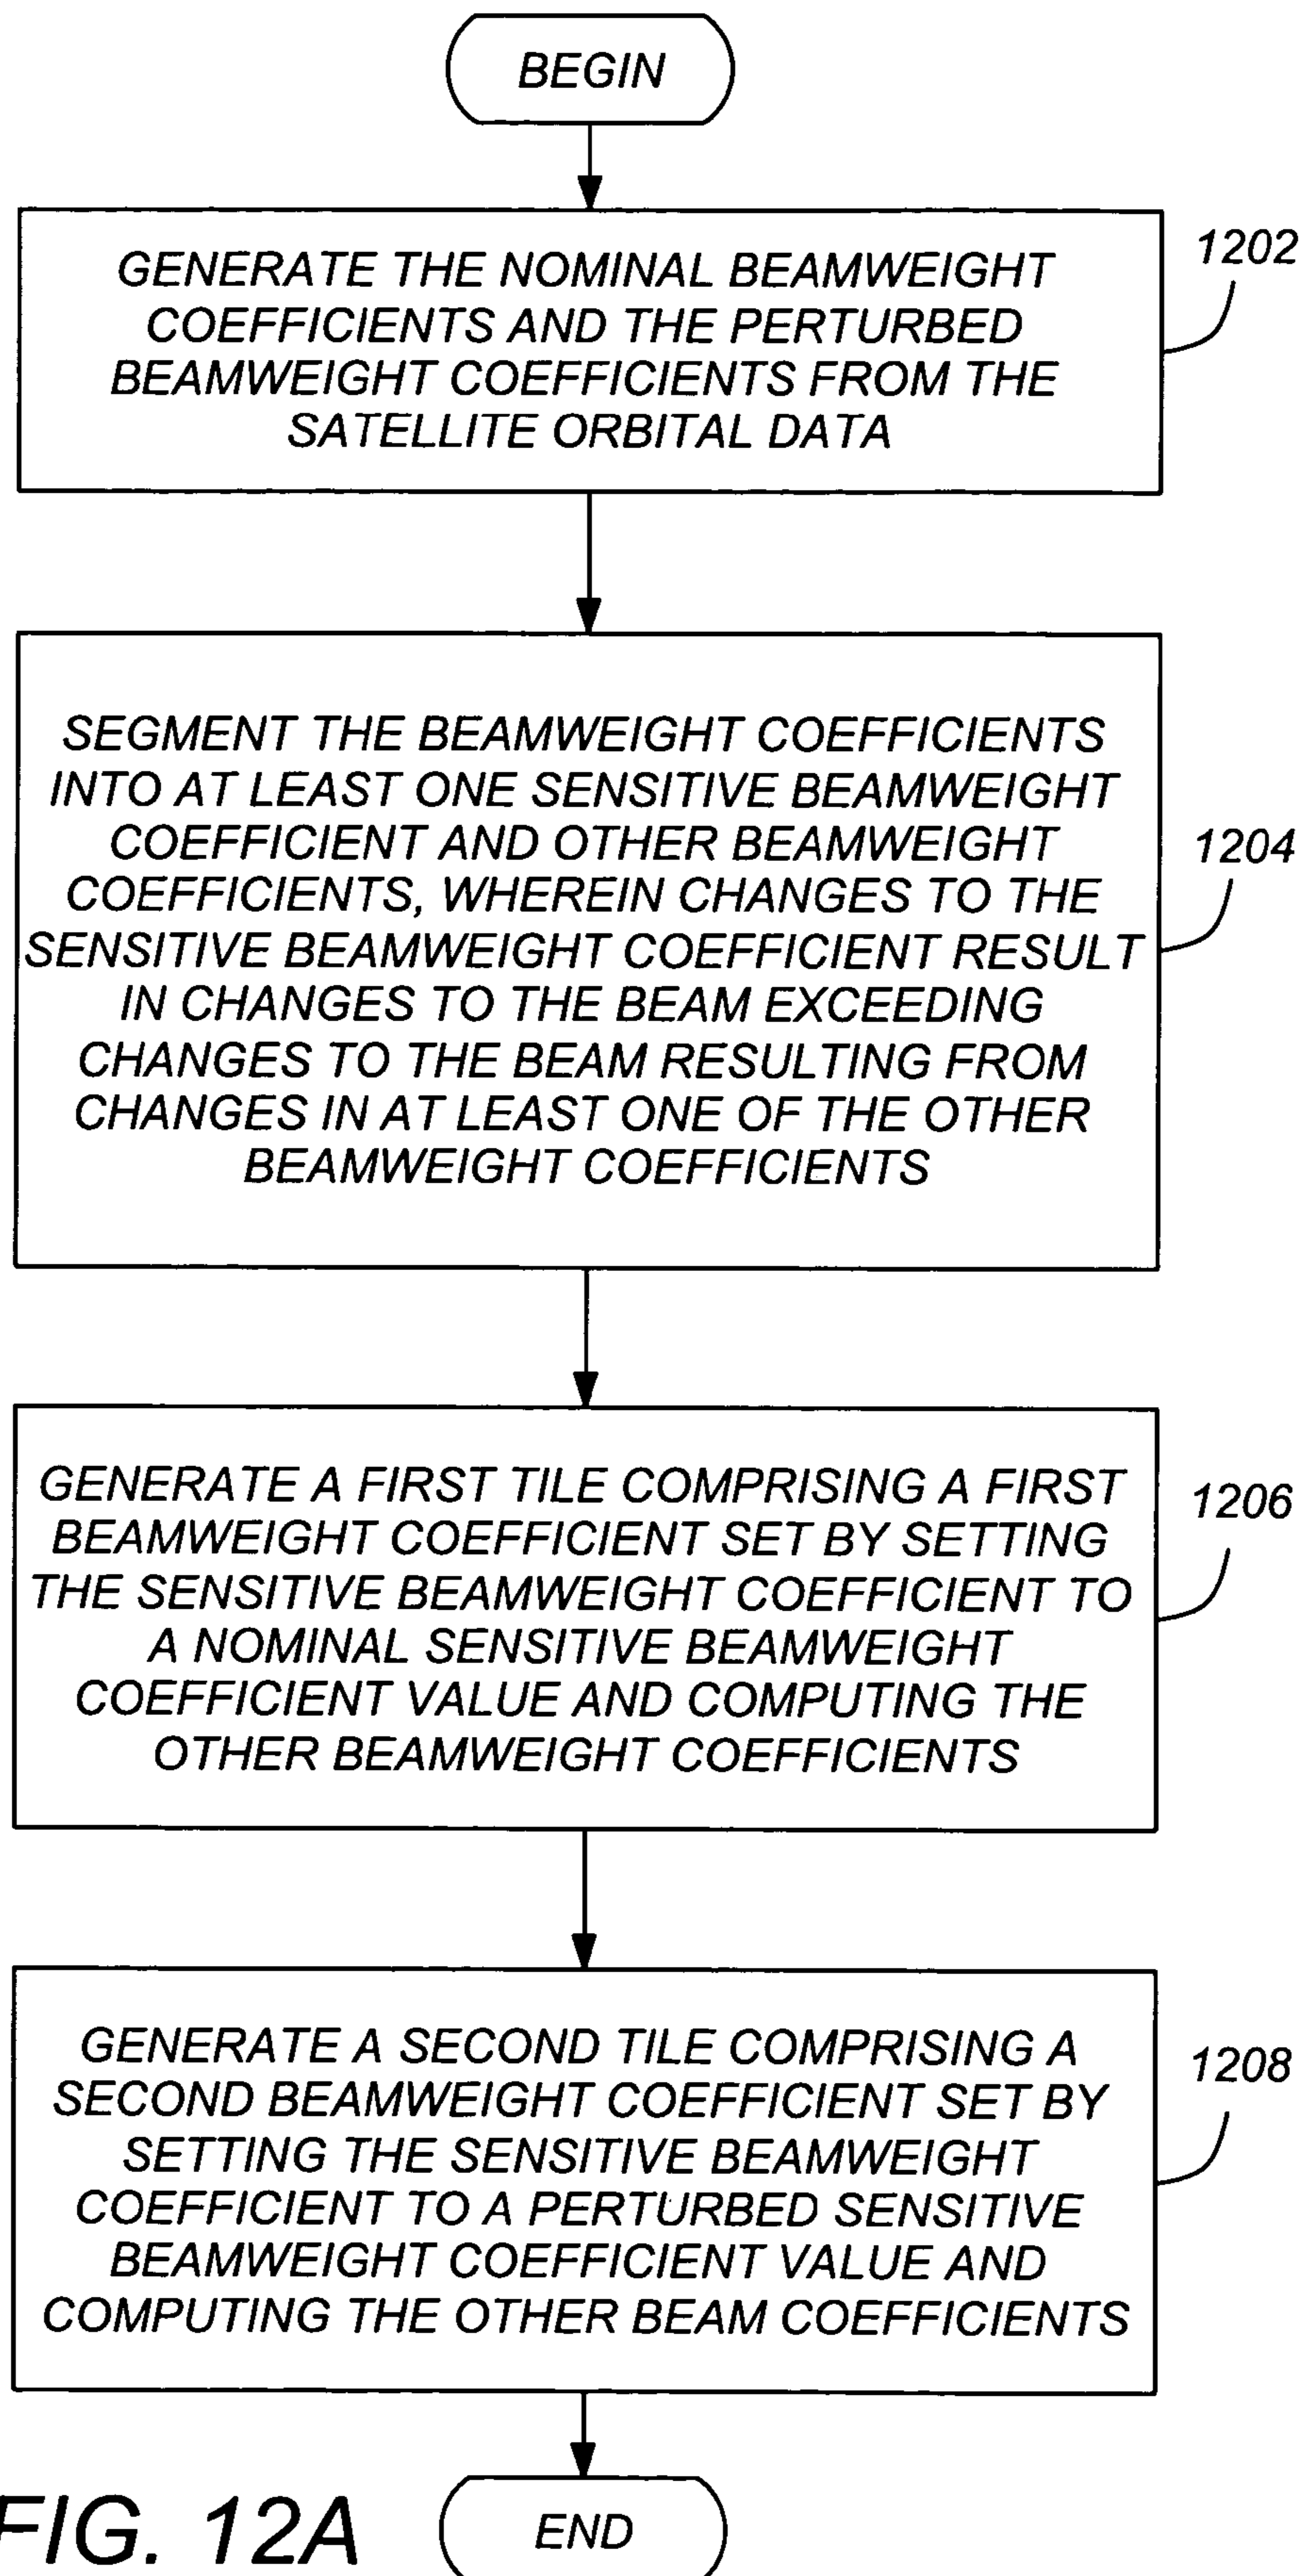 BEGIN
GENERATE THE NOMINAL BEAMWEIGHT
COEFFICIENTS AND THE PERTURBED
BEAMWEIGHT COEFFICIENTS FROM THE
SATELLITE ORBITAL DATA
1202
SEGMENT THE BEAMWEIGHT COEFFICIENTS
INTO AT LEAST ONE SENSITIVE BEAMWEIGHT
COEFFICIENT AND OTHER BEAMWEIGHT
COEFFICIENTS, WHEREIN CHANGES TO THE
SENSITIVE BEAMWEIGHT COEFFICIENT RESULT
IN CHANGES TO THE BEAM EXCEEDING
CHANGES TO THE BEAM RESULTING FROM
CHANGES IN AT LEAST ONE OF THE OTHER
BEAMWEIGHT COEFFICIENTS
1204
GENERATE A FIRST TILE COMPRISING A FIRST
BEAMWEIGHT COEFFICIENT SET BY SETTING
THE SENSITIVE BEAMWEIGHT COEFFICIENT TO
A NOMINAL SENSITIVE BEAMWEIGHT
COEFFICIENT VALUE AND COMPUTING THE
OTHER BEAMWEIGHT COEFFICIENTS
1206
GENERATE A SECOND TILE COMPRISING A
SECOND BEAMWEIGHT COEFFICIENT SET BY
SETTING THE SENSITIVE BEAMWEIGHT
COEFFICIENT TO A PERTURBED SENSITIVE
BEAMWEIGHT COEFFICIENT VALUE AND
COMPUTING THE OTHER BEAM COEFFICIENTS
1208
END
FIG. 12A